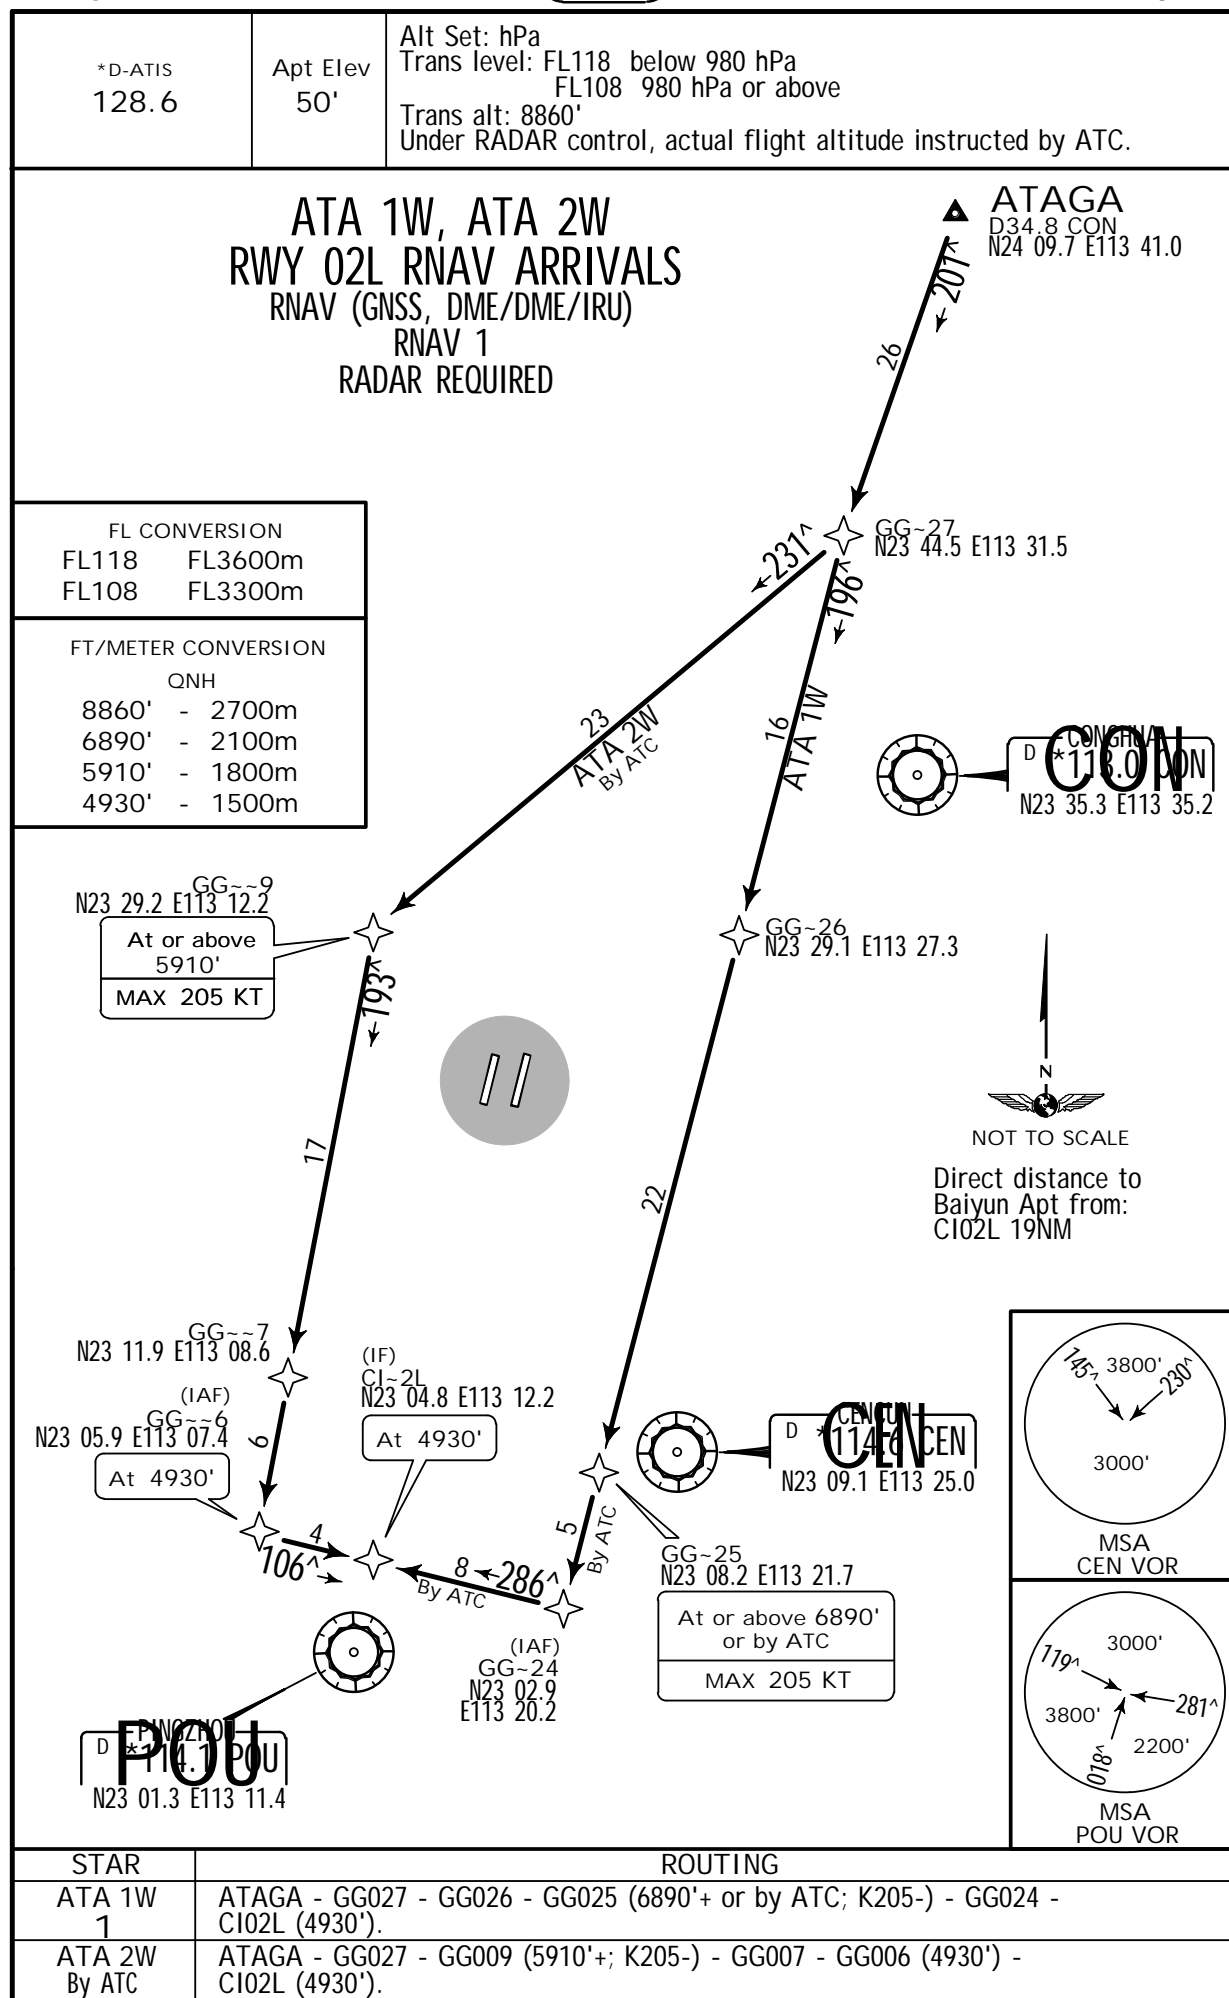 *D-ATIS
128.6
Apt Elev
50'
Alt Set: hPa
Trans level: FL118 below 980 hPa
FL108 980 hPa or above
Trans alt: 8860'
Under RADAR control, actual flight altitude instructed by ATC.
ATA 1W, ATA 2W
RWY 02L RNAV ARRIVALS
RNAV (GNSS, DME/DME/IRU)
RNAV 1
RADAR REQUIRED
ATAGA
D34.8 CON
N24 09.7 E113 41.0
201^
26
FL CONVERSION
FL118 FL3600m
FL108 FL3300m
FT/METER CONVERSION
QNH
8860' - 2700m
6890' - 2100m
5910' - 1800m
4930' - 1500m
GG~27
N23 44.5 E113 31.5
231^
196^
23
ATA 2W
By ATC
16
ATA 1W
CONGHUA
D *113.0 CON
CON
N23 35.3 E113 35.2
GG~~9
N23 29.2 E113 12.2
At or above
5910'
MAX 205 KT
GG~26
N23 29.1 E113 27.3
193^
17
22
N
NOT TO SCALE
Direct distance to
Baiyun Apt from:
CI02L 19NM
GG~~7
N23 11.9 E113 08.6
(IAF)
GG~~6
N23 05.9 E113 07.4
At 4930'
6
(IF)
CI~2L
N23 04.8 E113 12.2
At 4930'
4
106^
CENCUN
D *114.6 CEN
CEN
N23 09.1 E113 25.0
5
By ATC
8
286^
By ATC
GG~25
N23 08.2 E113 21.7
At or above 6890'
or by ATC
MAX 205 KT
(IAF)
GG~24
N23 02.9
E113 20.2
PINGZHOU
D *114.1 POU
POU
N23 01.3 E113 11.4
145^
3800'
230^
3000'
MSA
CEN VOR
119^
3000'
281^
3800'
2200'
018^
MSA
POU VOR
STAR
ROUTING
ATA 1W
1
ATAGA - GG027 - GG026 - GG025 (6890'+ or by ATC; K205-) - GG024 -
CI02L (4930').
ATA 2W
By ATC
ATAGA - GG027 - GG009 (5910'+; K205-) - GG007 - GG006 (4930') -
CI02L (4930').